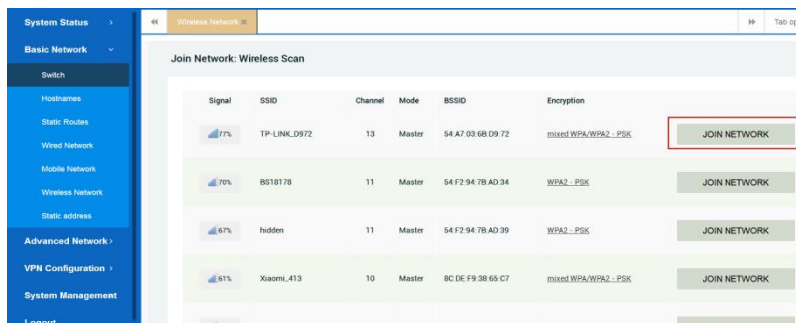 System Status >
Wireless Network ×
Tab op
Basic Network
Join Network: Wireless Scan
Switch
Hostnames
Static Routes
Wired Network
Mobile Network
Wireless Network
Static address
Advanced Network >
VPN Configuration >
System Management
Logout
Signal SSID Channel Mode BSSID Encryption
77% TP-LINK_D972 13 Master 54:A7:03:6B:D9:72 mixed WPA/WPA2 - PSK JOIN NETWORK
70% BS18178 11 Master 54:F2:94:7B:AD:34 WPA2 - PSK JOIN NETWORK
67% hidden 11 Master 54:F2:94:7B:AD:39 WPA2 - PSK JOIN NETWORK
61% Xiaomi_413 10 Master 8C:DE:F9:38:65:C7 mixed WPA/WPA2 - PSK JOIN NETWORK